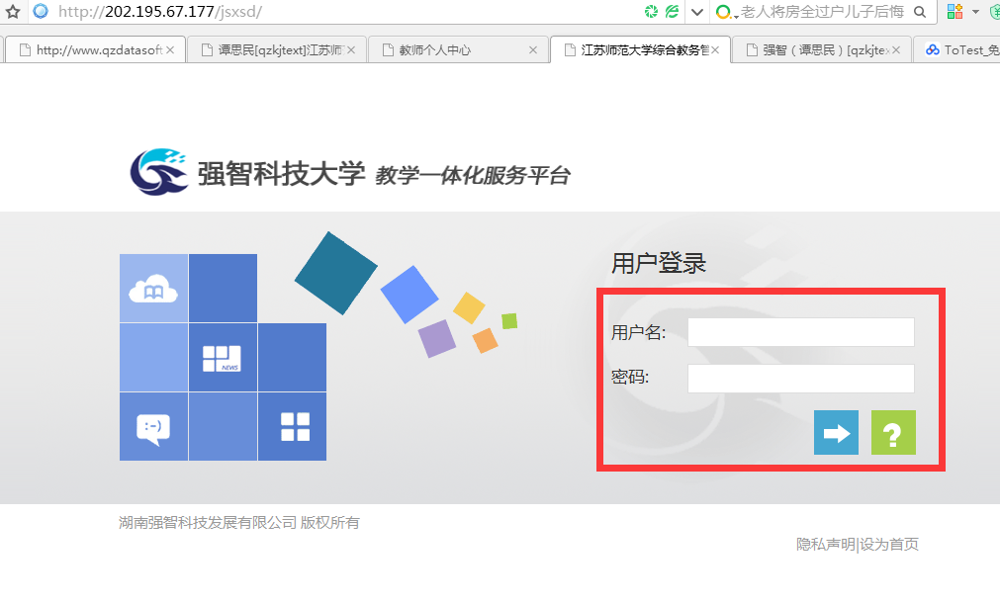 http://202.195.67.177/jsxsd/
老人将房全过户儿子后悔
http://www.qzdatasoft
谭思民[qzkjtext]江苏师
教师个人中心
江苏师范大学综合教务管
强智（谭思民）[qzkjte
ToTest_免
强智科技大学 教学一体化服务平台
用户登录
用户名:
密码:
?
NEWS
:-)
湖南强智科技发展有限公司 版权所有
隐私声明|设为首页